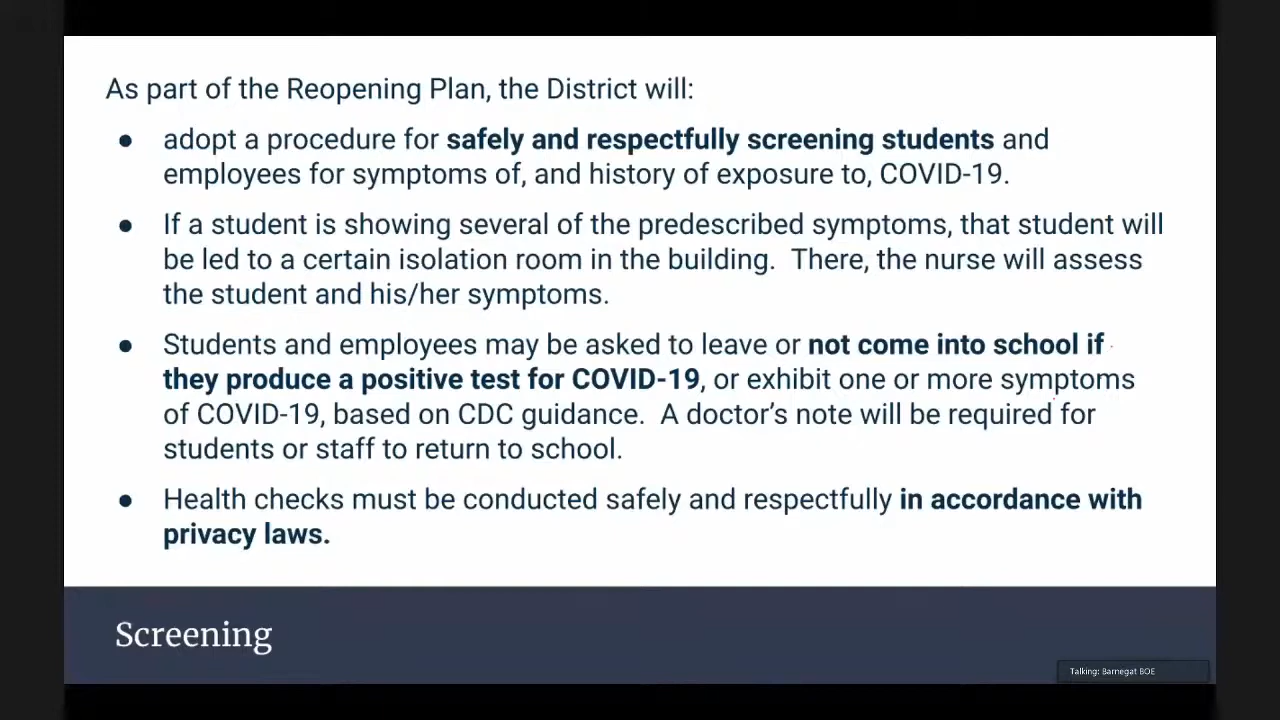 As part of the Reopening Plan, the District will:
● adopt a procedure for safely and respectfully screening students and
employees for symptoms of, and history of exposure to, COVID-19.
● If a student is showing several of the predescribed symptoms, that student will
be led to a certain isolation room in the building.  There, the nurse will assess
the student and his/her symptoms.
● Students and employees may be asked to leave or not come into school if
they produce a positive test for COVID-19, or exhibit one or more symptoms
of COVID-19, based on CDC guidance.  A doctor’s note will be required for
students or staff to return to school.
● Health checks must be conducted safely and respectfully in accordance with
privacy laws.
Screening
Talking: Barnegat BOE